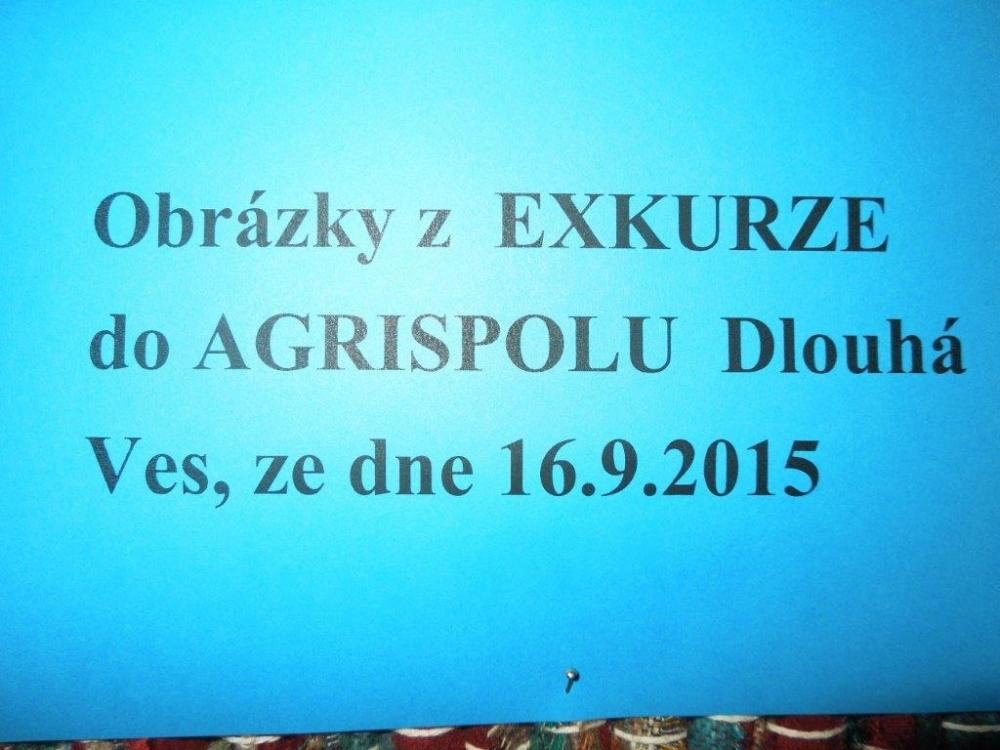 Obrázky z EXKURZE
do AGRISPOLU Dlouhá
Ves, ze dne 16.9.2015